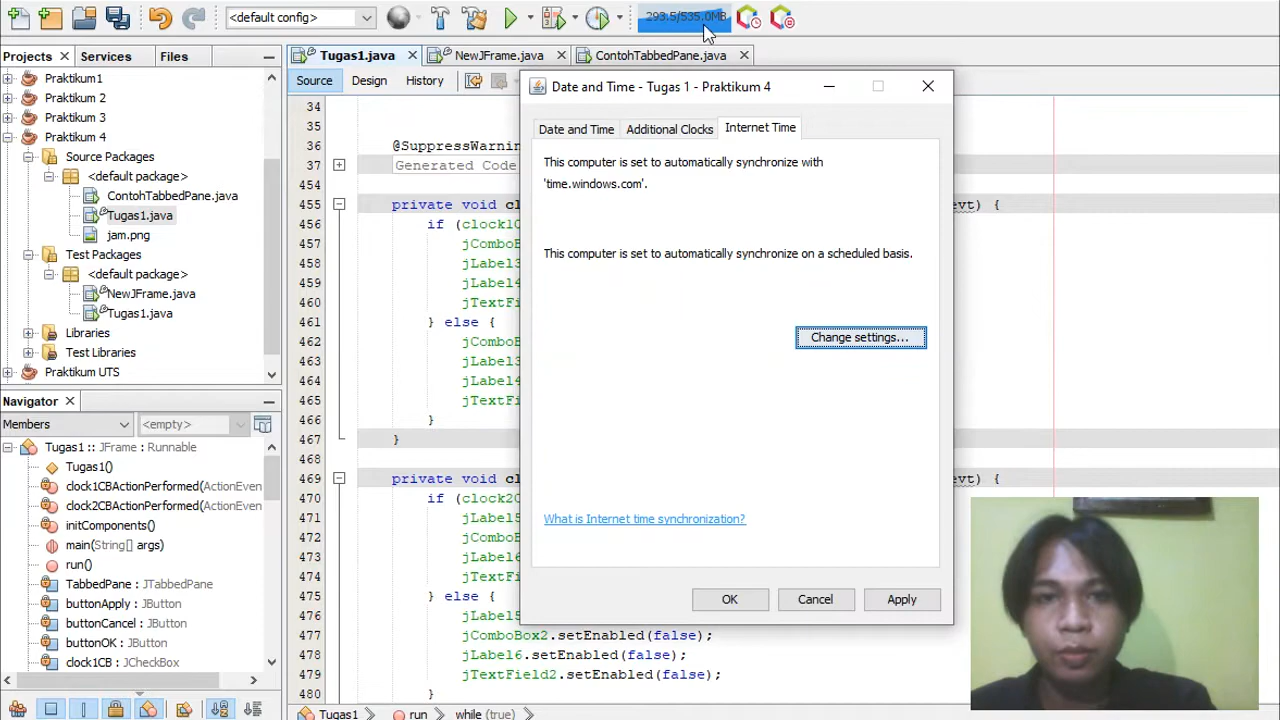 <default config>
293.5/535.0MB
Projects Services Files
Tugas1.java NewJFrame.java ContohTabbedPane.java
Source Design History
Praktikum1
Praktikum 2
Praktikum 3
Praktikum 4
Source Packages
<default package>
ContohTabbedPane.java
Tugas1.java
jam.png
Test Packages
<default package>
NewJFrame.java
Tugas1.java
Libraries
Test Libraries
Praktikum UTS
Navigator
Members <empty>
Tugas1 :: JFrame : Runnable
Tugas1()
clock1CBActionPerformed(ActionEven
clock2CBActionPerformed(ActionEven
initComponents()
main(String[] args)
run()
TabbedPane : JTabbedPane
buttonApply : JButton
buttonCancel : JButton
buttonOK : JButton
clock1CB : JCheckBox
34
35
36 @SuppressWarnin
37 Generated Code
454
455 private void cl evt) {
456 if (clock1C
457 jComboB
458 jLabel3
459 jLabel4
460 jTextF
461 } else {
462 jComboB
463 jLabel3
464 jLabel4
465 jTextF
466 }
467 }
468
469 private void cl evt) {
470 if (clock2C
471 jLabel5
472 jComboB
473 jLabel6
474 jTextF
475 } else {
476 jLabel5
477 jComboBox2.setEnabled(false);
478 jLabel6.setEnabled(false);
479 jTextField2.setEnabled(false);
480 }
Tugas1 run while (true)
Date and Time - Tugas 1 - Praktikum 4
Date and Time Additional Clocks Internet Time
This computer is set to automatically synchronize with
'time.windows.com'.
This computer is set to automatically synchronize on a scheduled basis.
Change settings...
What is Internet time synchronization?
OK Cancel Apply